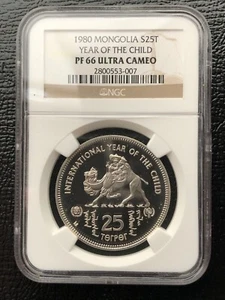 1980 MONGOLIA S25T
YEAR OF THE CHILD
PF 66 ULTRA CAMEO
2800553-007
NGC
INTERNATIONAL YEAR OF THE CHILD
25
төгрөг